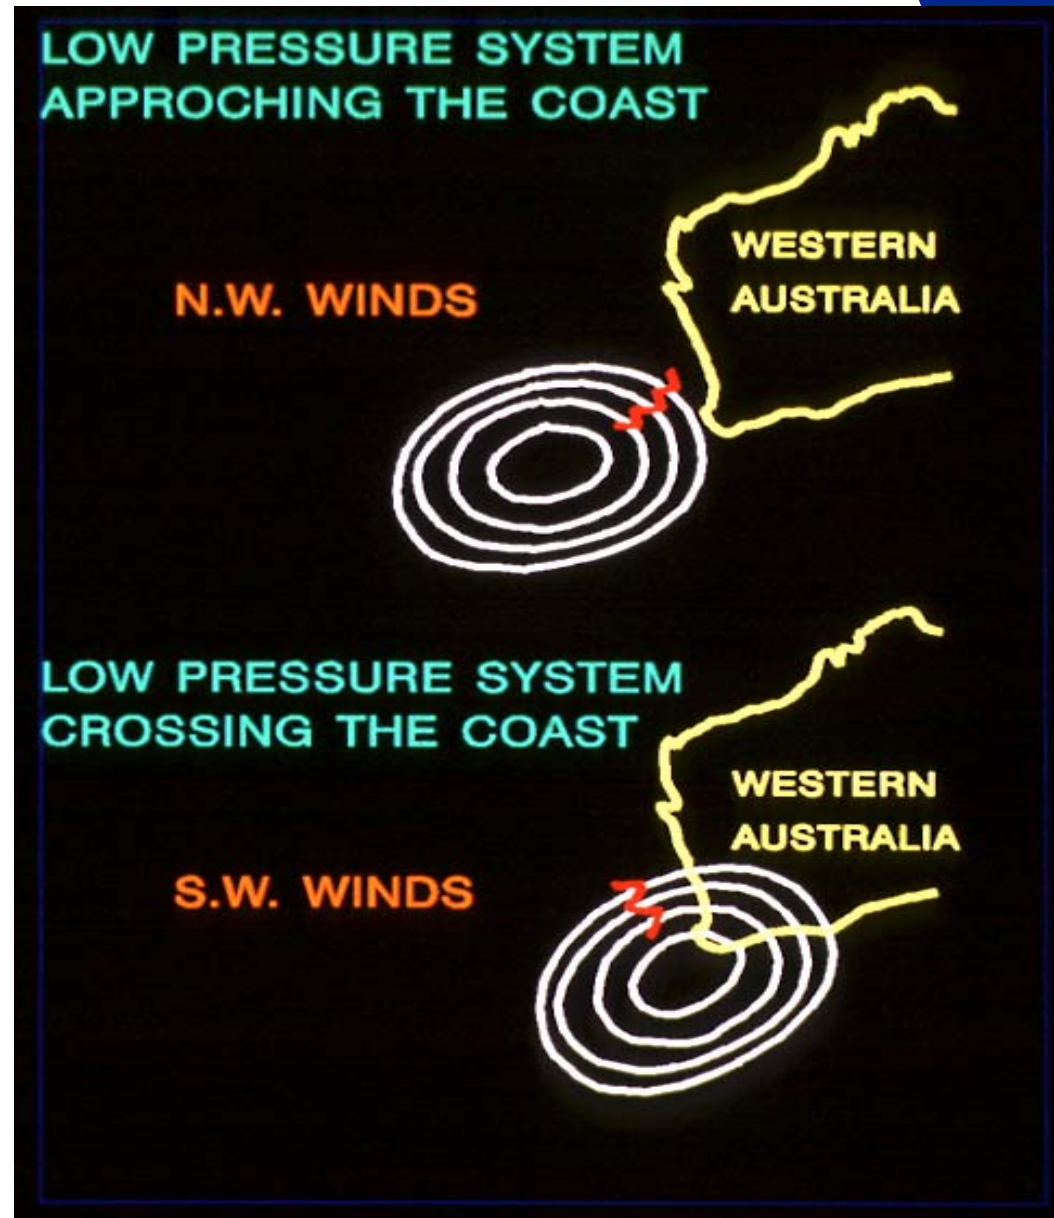 LOW PRESSURE SYSTEM
APPROCHING THE COAST
WESTERN
AUSTRALIA
N.W. WINDS
LOW PRESSURE SYSTEM
CROSSING THE COAST
WESTERN
AUSTRALIA
S.W. WINDS